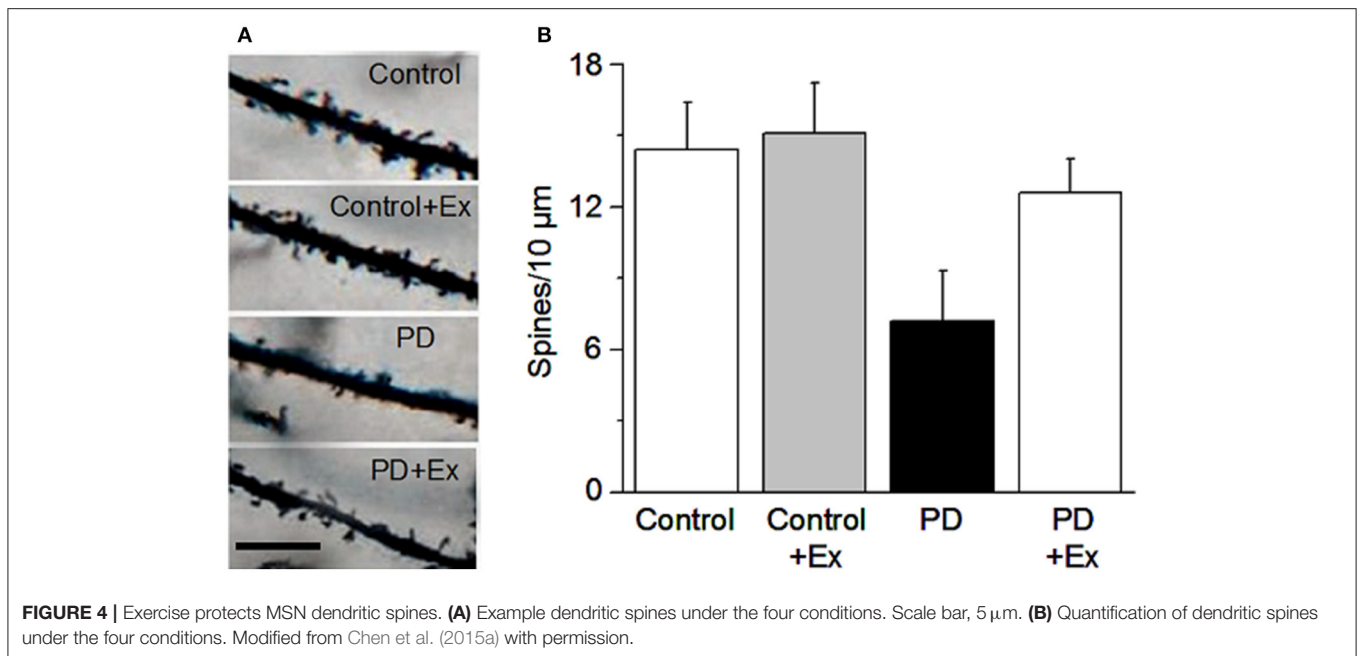 A
Control
Control+Ex
PD
PD+Ex
B
18
12
6
0
Spines/10 µm
Control
Control
+Ex
PD
PD
+Ex
FIGURE 4 | Exercise protects MSN dendritic spines. (A) Example dendritic spines under the four conditions. Scale bar, 5 µm. (B) Quantification of dendritic spines
under the four conditions. Modified from Chen et al. (2015a) with permission.